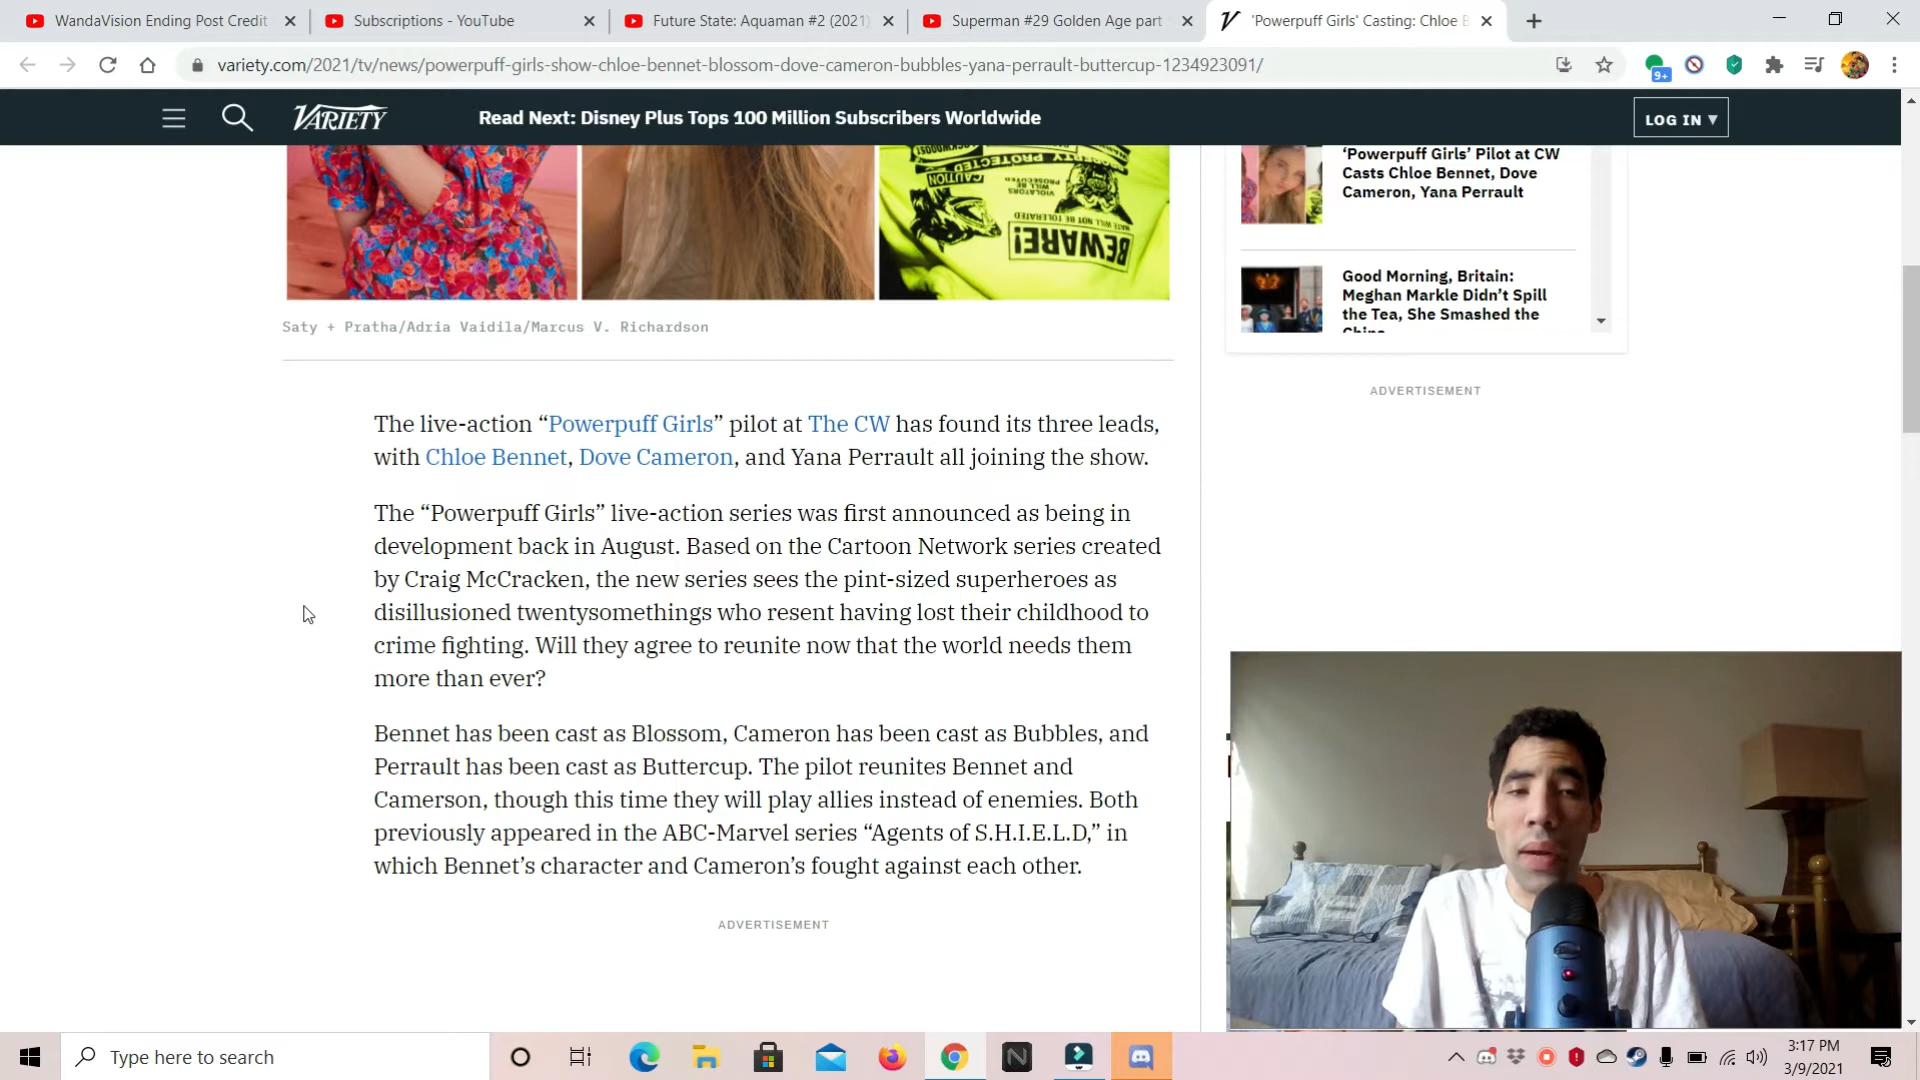 WandaVision Ending Post Credit
Subscriptions - YouTube
Future State: Aquaman #2 (2021)
Superman #29 Golden Age part
'Powerpuff Girls' Casting: Chloe B
variety.com/2021/tv/news/powerpuff-girls-show-chloe-bennet-blossom-dove-cameron-bubbles-yana-perrault-buttercup-1234923091/
9+
VARIETY
Read Next: Disney Plus Tops 100 Million Subscribers Worldwide
LOG IN ▾
PROTECTED
CAUTION
VIOLATORS
WILL BE
PROSECUTED
HATE WILL NOT BE TOLERATED
BEWARE!
Saty + Pratha/Adria Vaidila/Marcus V. Richardson
‘Powerpuff Girls’ Pilot at CW
Casts Chloe Bennet, Dove
Cameron, Yana Perrault
Good Morning, Britain:
Meghan Markle Didn’t Spill
the Tea, She Smashed the
China
ADVERTISEMENT
The live-action “Powerpuff Girls” pilot at The CW has found its three leads,
with Chloe Bennet, Dove Cameron, and Yana Perrault all joining the show.
The “Powerpuff Girls” live-action series was first announced as being in
development back in August. Based on the Cartoon Network series created
by Craig McCracken, the new series sees the pint-sized superheroes as
disillusioned twentysomethings who resent having lost their childhood to
crime fighting. Will they agree to reunite now that the world needs them
more than ever?
Bennet has been cast as Blossom, Cameron has been cast as Bubbles, and
Perrault has been cast as Buttercup. The pilot reunites Bennet and
Camerson, though this time they will play allies instead of enemies. Both
previously appeared in the ABC-Marvel series “Agents of S.H.I.E.L.D,” in
which Bennet’s character and Cameron’s fought against each other.
ADVERTISEMENT
Type here to search
3:17 PM
3/9/2021